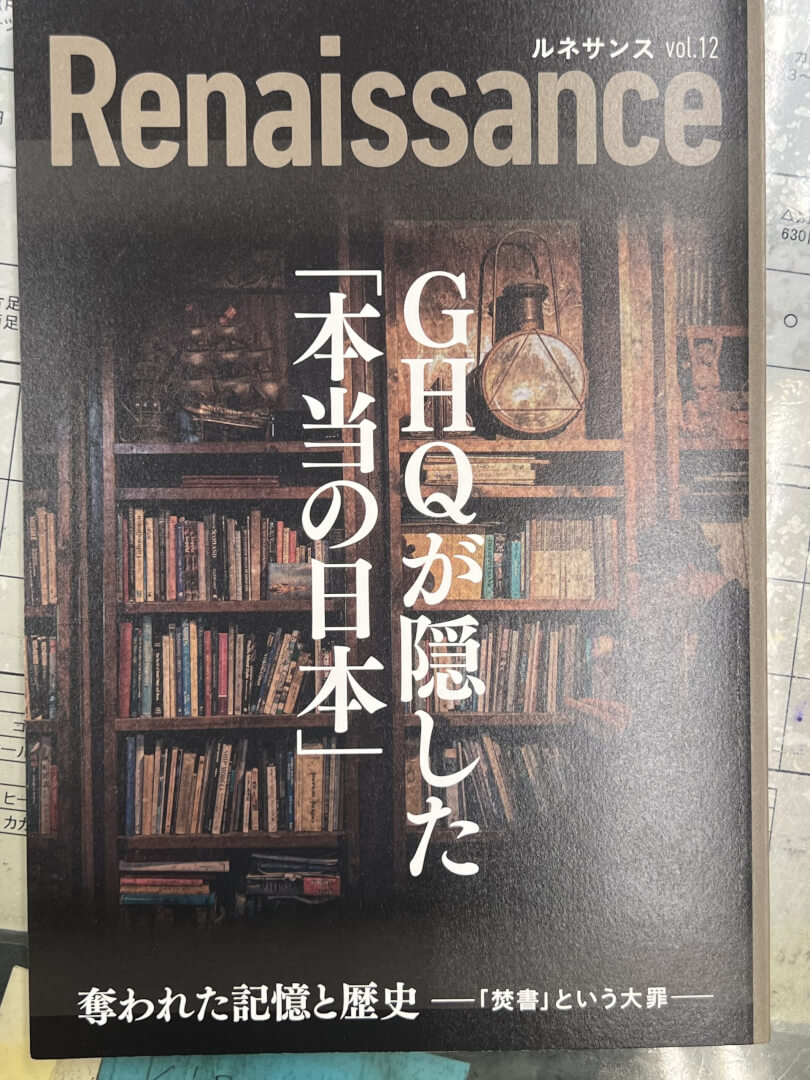 ルネサンス vol.12
Renaissance
GHQが隠した
「本当の日本」
奪われた記憶と歴史 ──「焚書」という大罪──